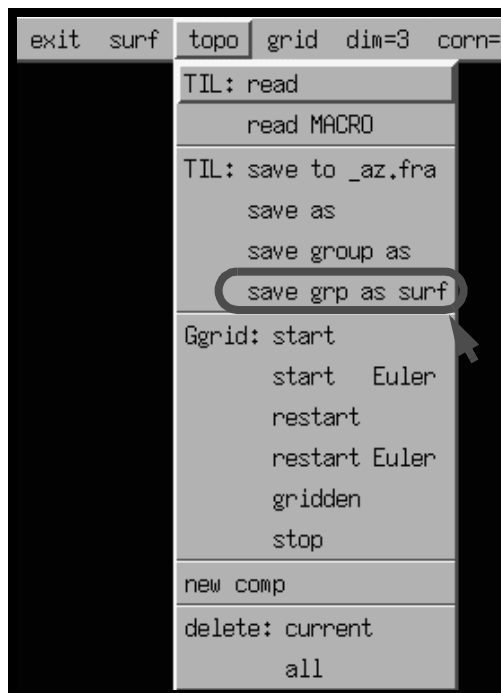 exit surf topo grid dim=3 corn=
TIL: read
read MACRO
TIL: save to _az.fra
save as
save group as
save grp as surf
Ggrid: start
start Euler
restart
restart Euler
gridden
stop
new comp
delete: current
all